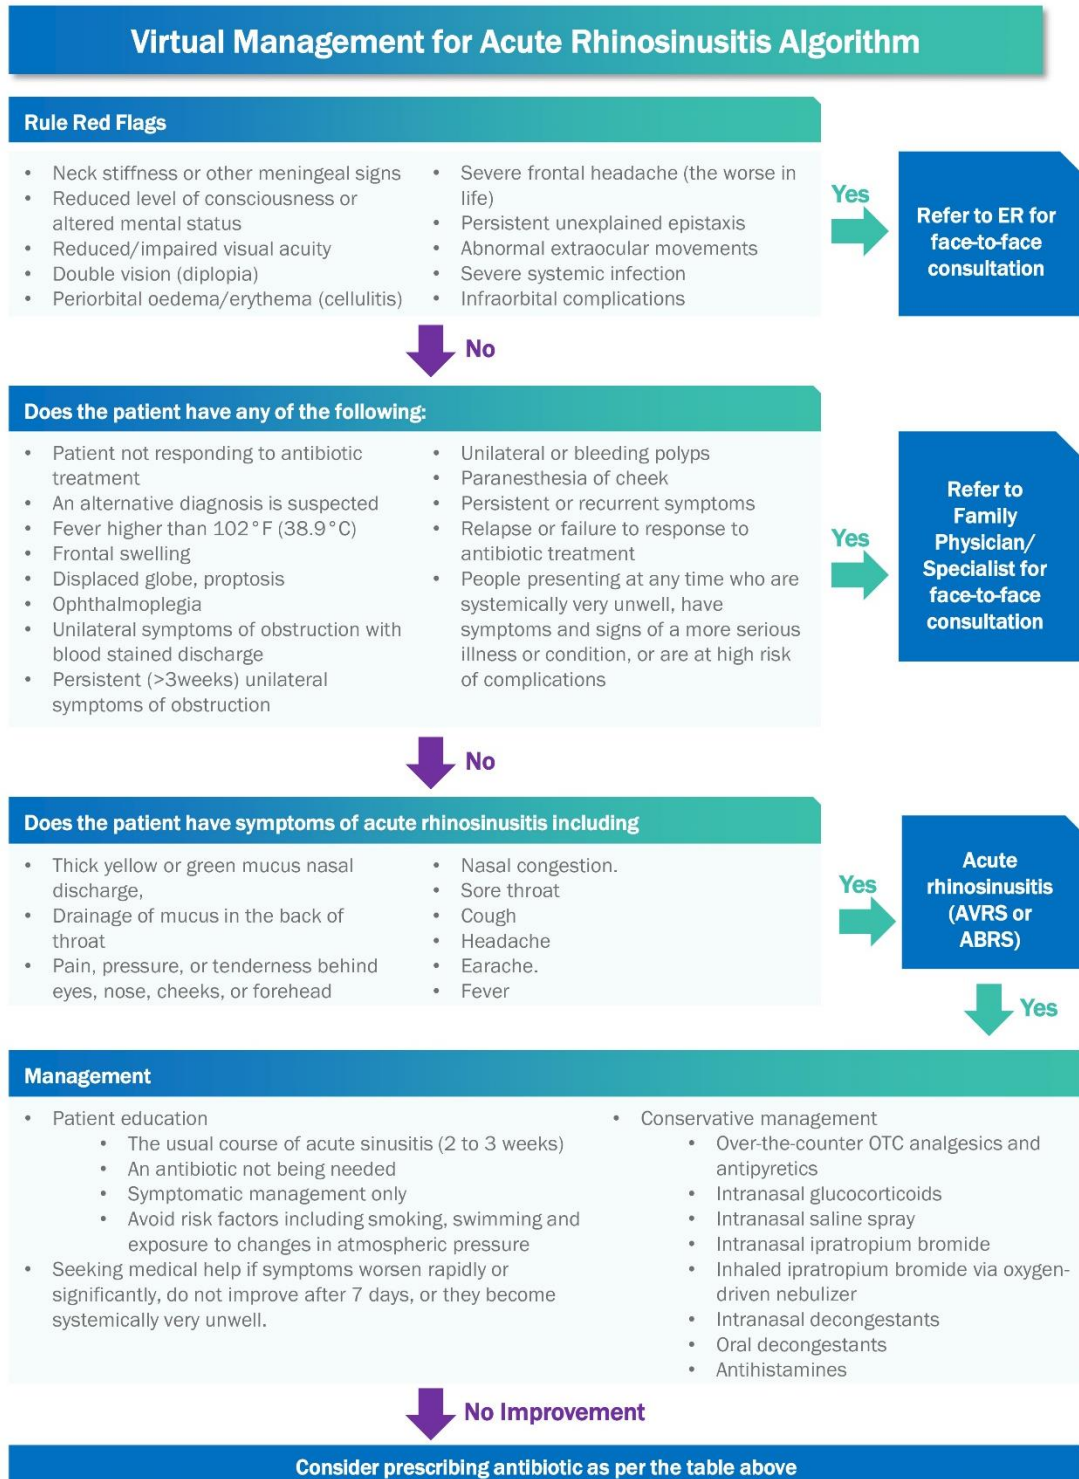 Virtual Management for Acute Rhinosinusitis Algorithm
Rule Red Flags
• Neck stiffness or other meningeal signs
• Reduced level of consciousness or
altered mental status
• Reduced/impaired visual acuity
• Double vision (diplopia)
• Periorbital oedema/erythema (cellulitis)
• Severe frontal headache (the worse in
life)
• Persistent unexplained epistaxis
• Abnormal extraocular movements
• Severe systemic infection
• Infraorbital complications
Yes
Refer to ER for
face-to-face
consultation
No
Does the patient have any of the following:
• Patient not responding to antibiotic
treatment
• An alternative diagnosis is suspected
• Fever higher than 102°F (38.9°C)
• Frontal swelling
• Displaced globe, proptosis
• Ophthalmoplegia
• Unilateral symptoms of obstruction with
blood stained discharge
• Persistent (>3weeks) unilateral
symptoms of obstruction
• Unilateral or bleeding polyps
• Paranesthesia of cheek
• Persistent or recurrent symptoms
• Relapse or failure to response to
antibiotic treatment
• People presenting at any time who are
systemically very unwell, have
symptoms and signs of a more serious
illness or condition, or are at high risk
of complications
Yes
Refer to
Family
Physician/
Specialist for
face-to-face
consultation
No
Does the patient have symptoms of acute rhinosinusitis including
• Thick yellow or green mucus nasal
discharge,
• Drainage of mucus in the back of
throat
• Pain, pressure, or tenderness behind
eyes, nose, cheeks, or forehead
• Nasal congestion.
• Sore throat
• Cough
• Headache
• Earache.
• Fever
Yes
Acute
rhinosinusitis
(AVRS or
ABRS)
Yes
Management
• Patient education
• The usual course of acute sinusitis (2 to 3 weeks)
• An antibiotic not being needed
• Symptomatic management only
• Avoid risk factors including smoking, swimming and
exposure to changes in atmospheric pressure
• Seeking medical help if symptoms worsen rapidly or
significantly, do not improve after 7 days, or they become
systemically very unwell.
• Conservative management
• Over-the-counter OTC analgesics and
antipyretics
• Intranasal glucocorticoids
• Intranasal saline spray
• Intranasal ipratropium bromide
• Inhaled ipratropium bromide via oxygen-
driven nebulizer
• Intranasal decongestants
• Oral decongestants
• Antihistamines
No Improvement
Consider prescribing antibiotic as per the table above